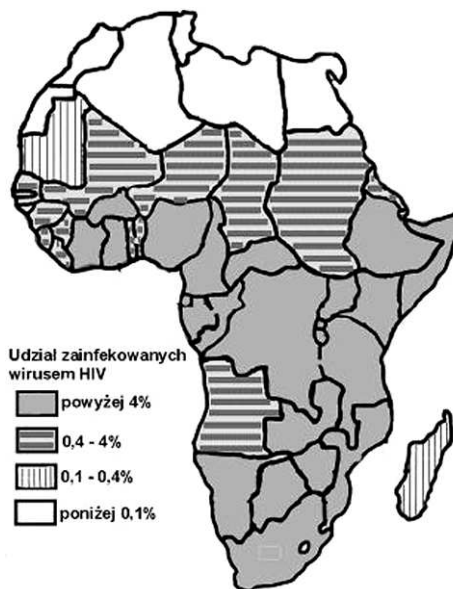 Udział zainfekowanych
wirusem HIV
powyżej 4%
0,4 - 4%
0,1 - 0,4%
poniżej 0,1%